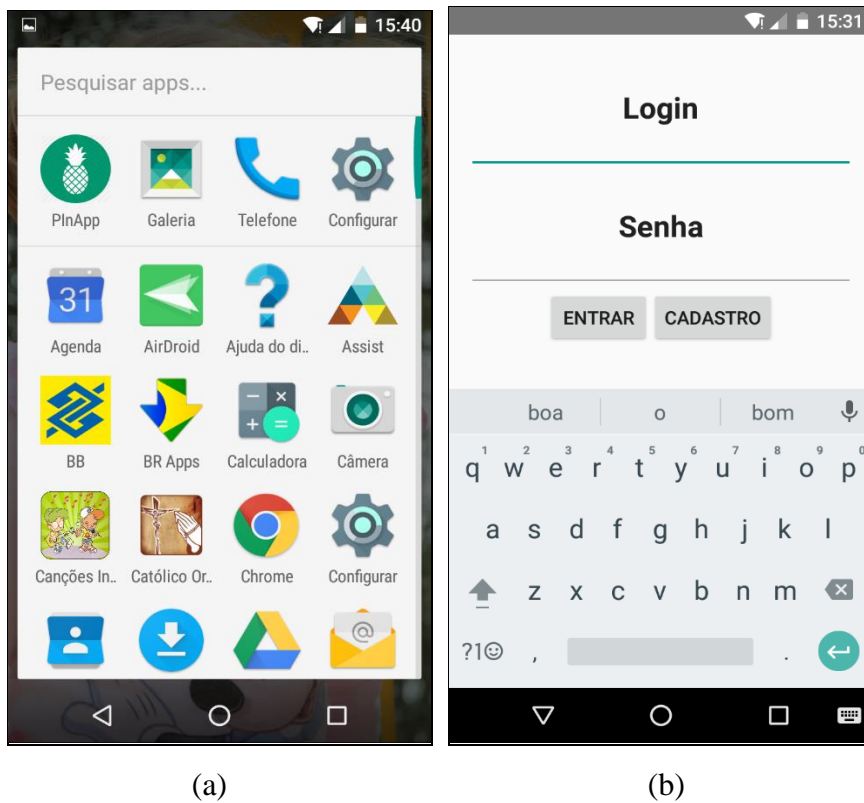 15:40
Pesquisar apps...
PInApp Galeria Telefone Configurar
31
Agenda AirDroid Ajuda do di.. Assist
BB BR Apps Calculadora Câmera
Canções In.. Católico Or.. Chrome Configurar
(a)
15:31
Login
Senha
ENTRAR CADASTRO
boa o bom
1 2 3 4 5 6 7 8 9 0
q w e r t y u i o p
a s d f g h j k l
z x c v b n m
?1☺ , .
(b)